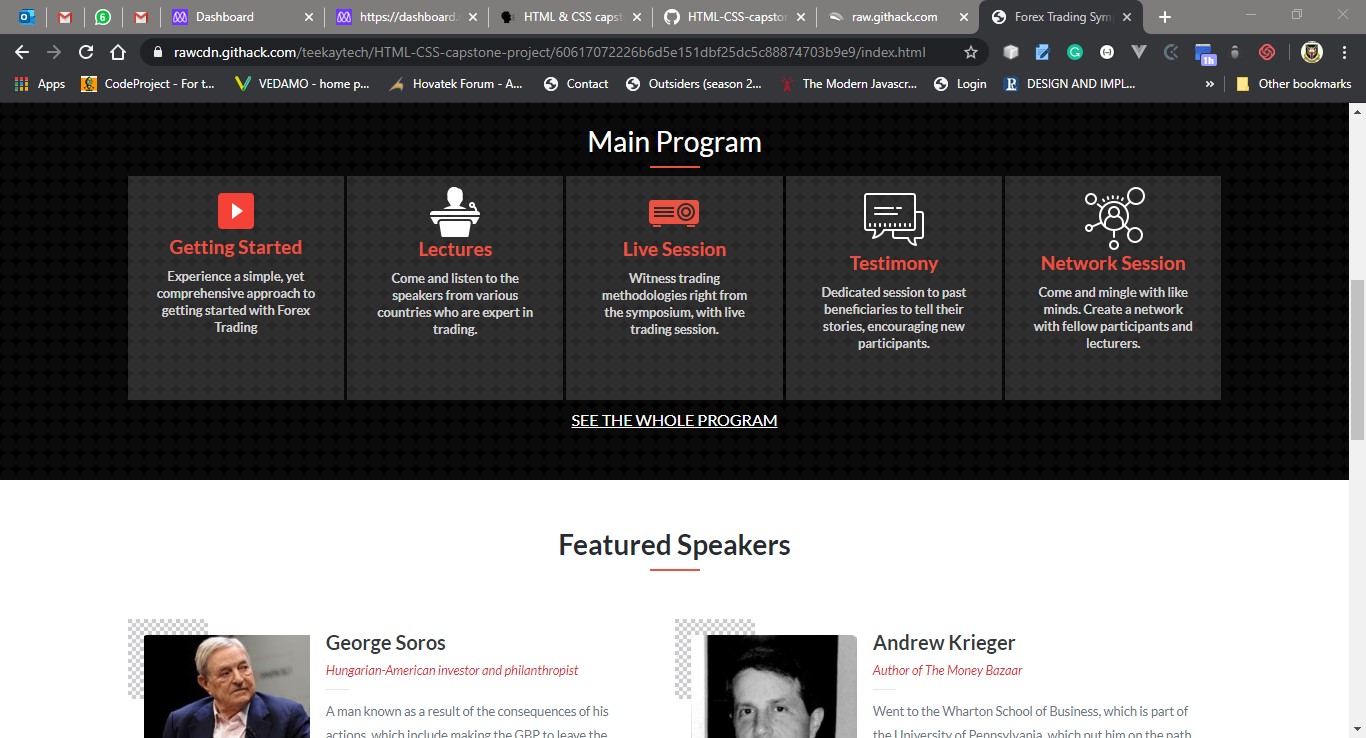 Dashboard
https://dashboard.
HTML & CSS capst
HTML-CSS-capstor
raw.githack.com
Forex Trading Sym
rawcdn.githack.com/teekaytech/HTML-CSS-capstone-project/60617072226b6d5e151dbf25dc5c88874703b9e9/index.html
1h
Apps
CodeProject - For t...
VEDAMO - home p...
Hovatek Forum - A...
Contact
Outsiders (season 2...
The Modern Javascr...
Login
DESIGN AND IMPL...
»
Other bookmarks
Main Program
Getting Started
Experience a simple, yet
comprehensive approach to
getting started with Forex
Trading
Lectures
Come and listen to the
speakers from various
countries who are expert in
trading.
Live Session
Witness trading
methodologies right from
the symposium, with live
trading session.
Testimony
Dedicated session to past
beneficiaries to tell their
stories, encouraging new
participants.
Network Session
Come and mingle with like
minds. Create a network
with fellow participants and
lecturers.
SEE THE WHOLE PROGRAM
Featured Speakers
George Soros
Hungarian-American investor and philanthropist
A man known as a result of the consequences of his
actions, which include making the GBP to leave the
Andrew Krieger
Author of The Money Bazaar
Went to the Wharton School of Business, which is part of
the University of Pennsylvania, which put him on the path